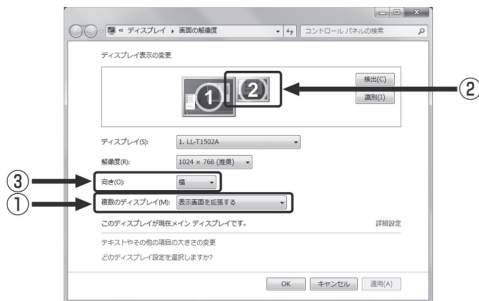 « ディスプレイ ▸ 画面の解像度
コントロール パネルの検索
ディスプレイ表示の変更
1
2
検出(C)
識別(I)
②
ディスプレイ(S): 1. LL-T1502A
解像度(R): 1024 × 768 (推奨)
③
向き(O): 横
①
複数のディスプレイ(M): 表示画面を拡張する
このディスプレイが現在メイン ディスプレイです。 詳細設定
テキストやその他の項目の大きさの変更
どのディスプレイ設定を選択しますか?
OK キャンセル 適用(A)